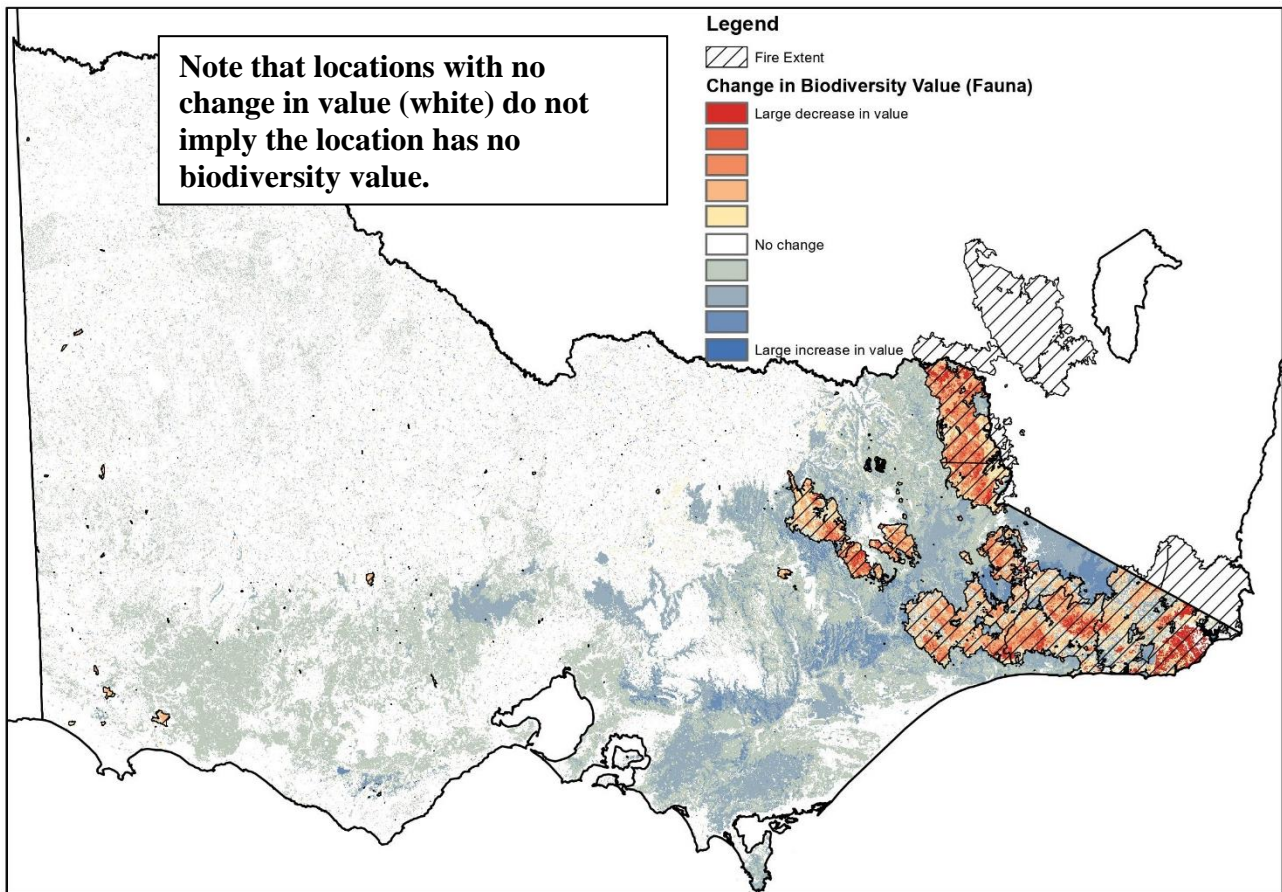 Note that locations with no
change in value (white) do not
imply the location has no
biodiversity value.
Legend
Fire Extent
Change in Biodiversity Value (Fauna)
Large decrease in value
No change
Large increase in value